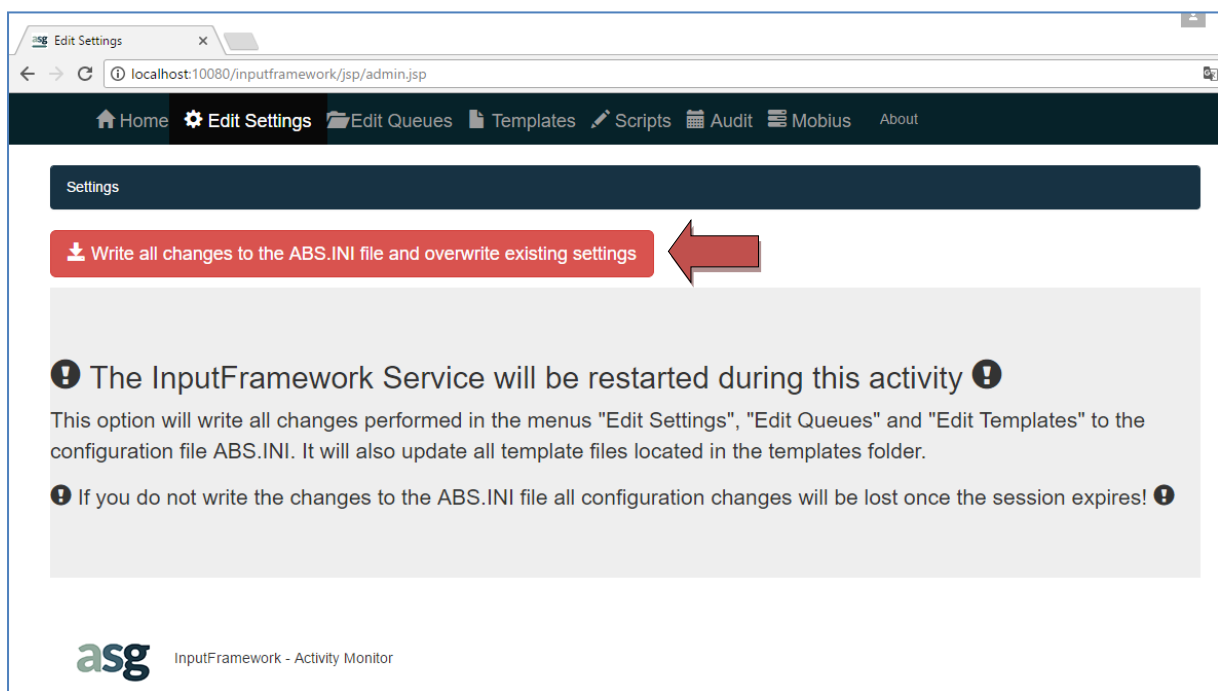 asg Edit Settings
localhost:10080/inputframework/jsp/admin.jsp
Home Edit Settings Edit Queues Templates Scripts Audit Mobius About
Settings
Write all changes to the ABS.INI file and overwrite existing settings
The InputFramework Service will be restarted during this activity
This option will write all changes performed in the menus "Edit Settings", "Edit Queues" and "Edit Templates" to the
configuration file ABS.INI. It will also update all template files located in the templates folder.
If you do not write the changes to the ABS.INI file all configuration changes will be lost once the session expires!
asg InputFramework - Activity Monitor